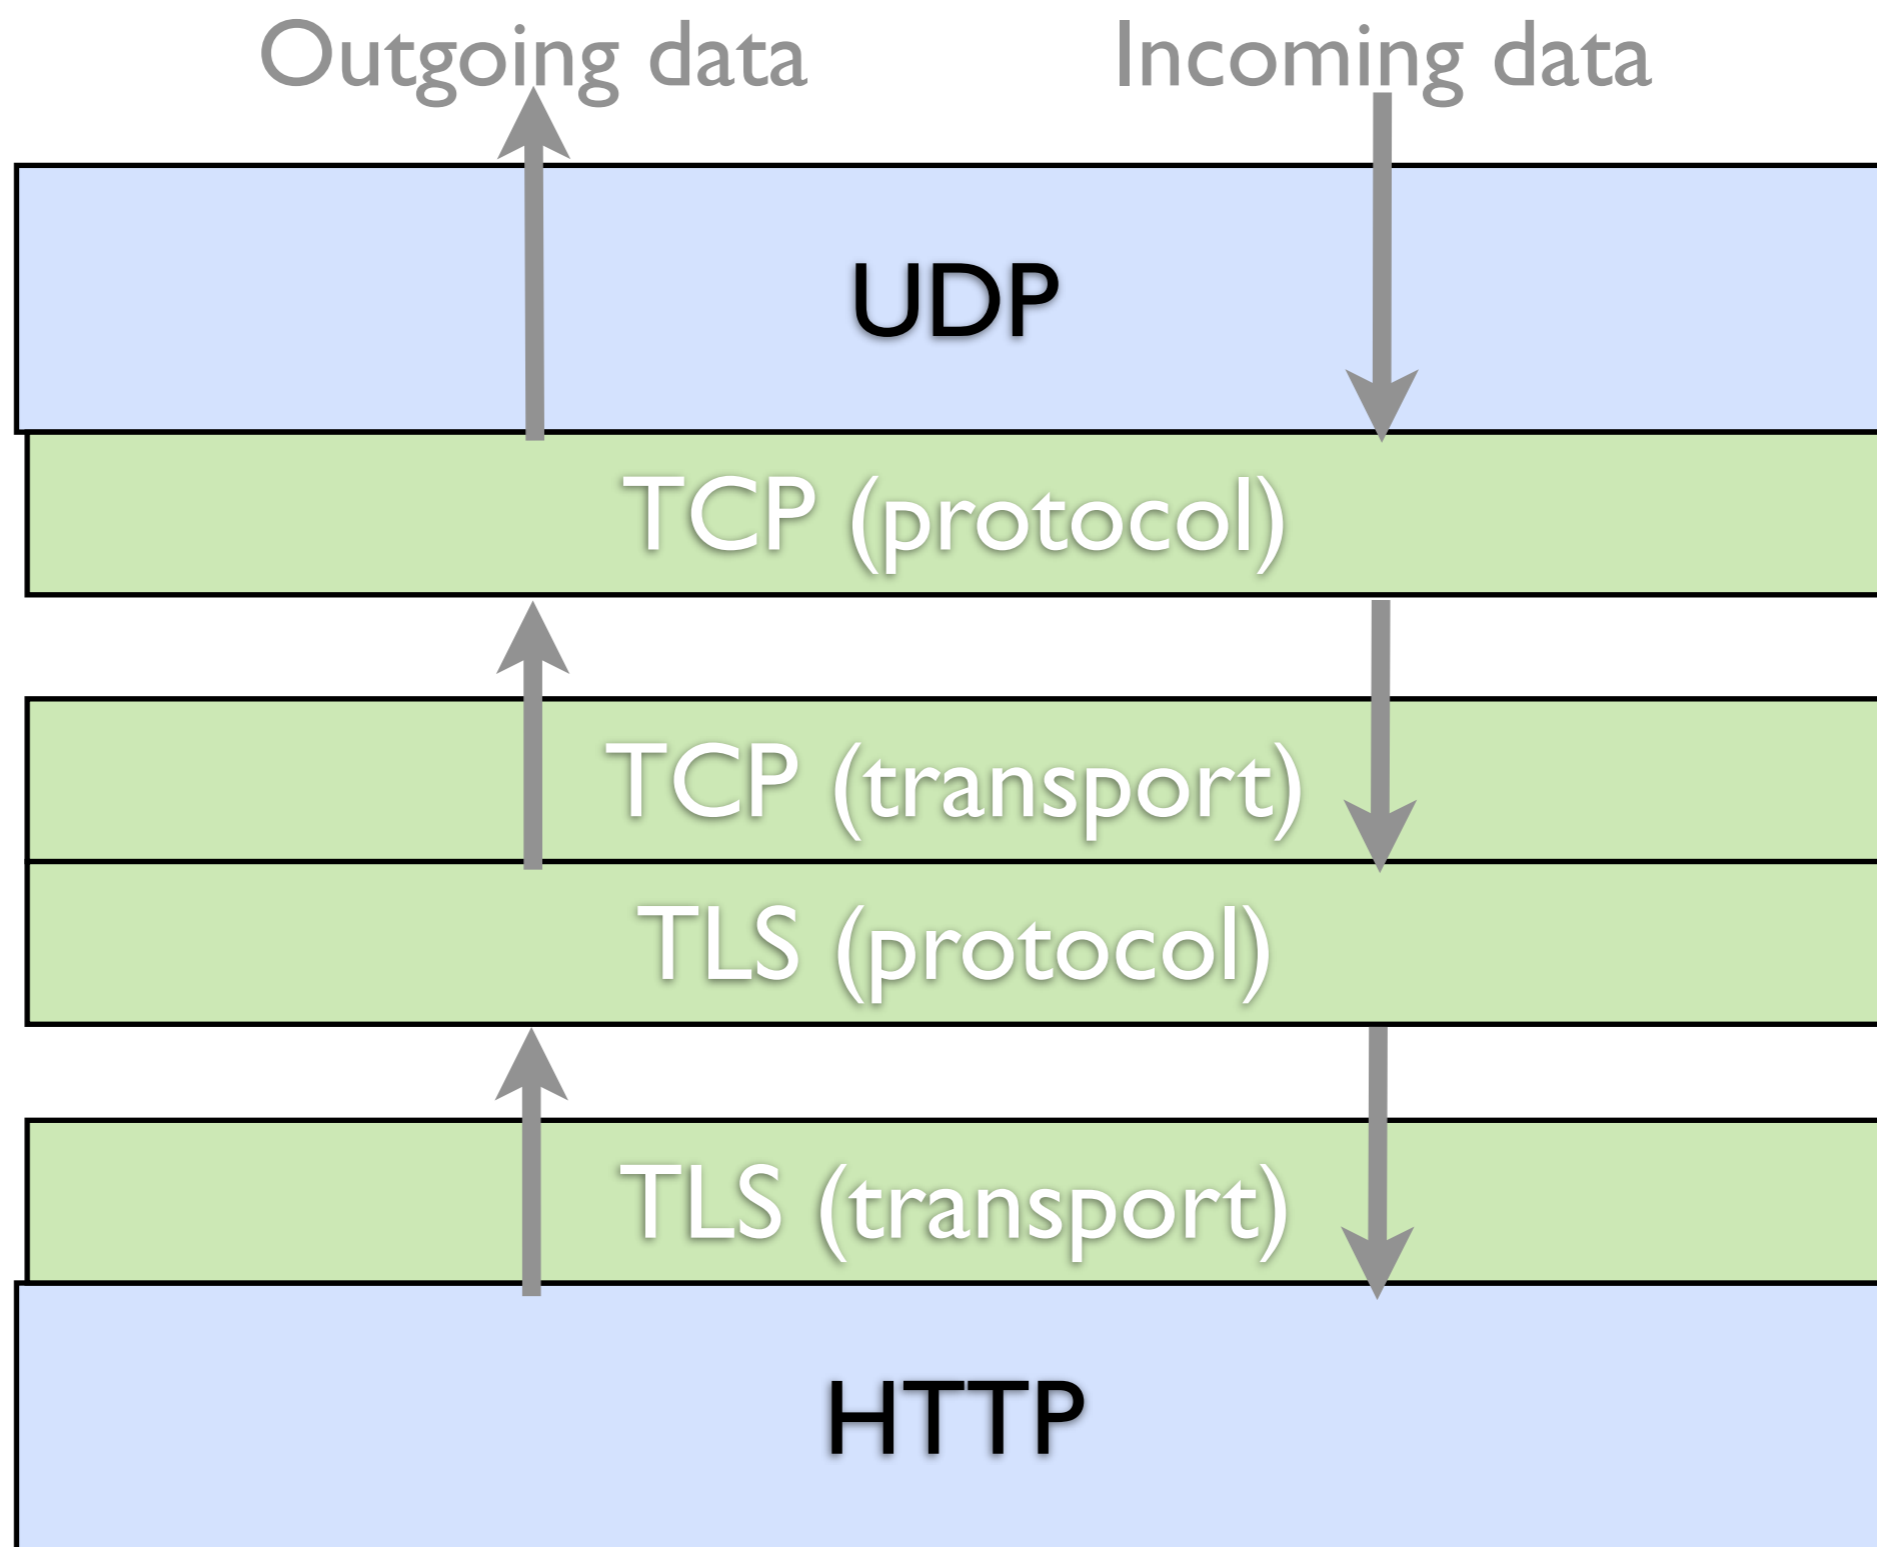 Outgoing data Incoming data
UDP
TCP (protocol)
TCP (transport)
TLS (protocol)
TLS (transport)
HTTP